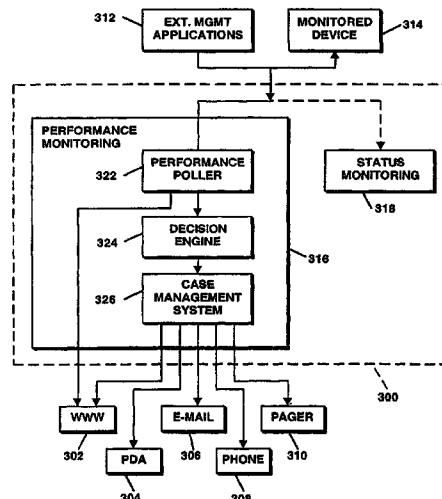 312
EXT. MGMT
APPLICATIONS
MONITORED
DEVICE
314
PERFORMANCE
MONITORING
322
PERFORMANCE
POLLER
STATUS
MONITORING
318
324
DECISION
ENGINE
316
326
CASE
MANAGEMENT
SYSTEM
300
WWW
E-MAIL
PAGER
302
306
310
PDA
PHONE
304
308